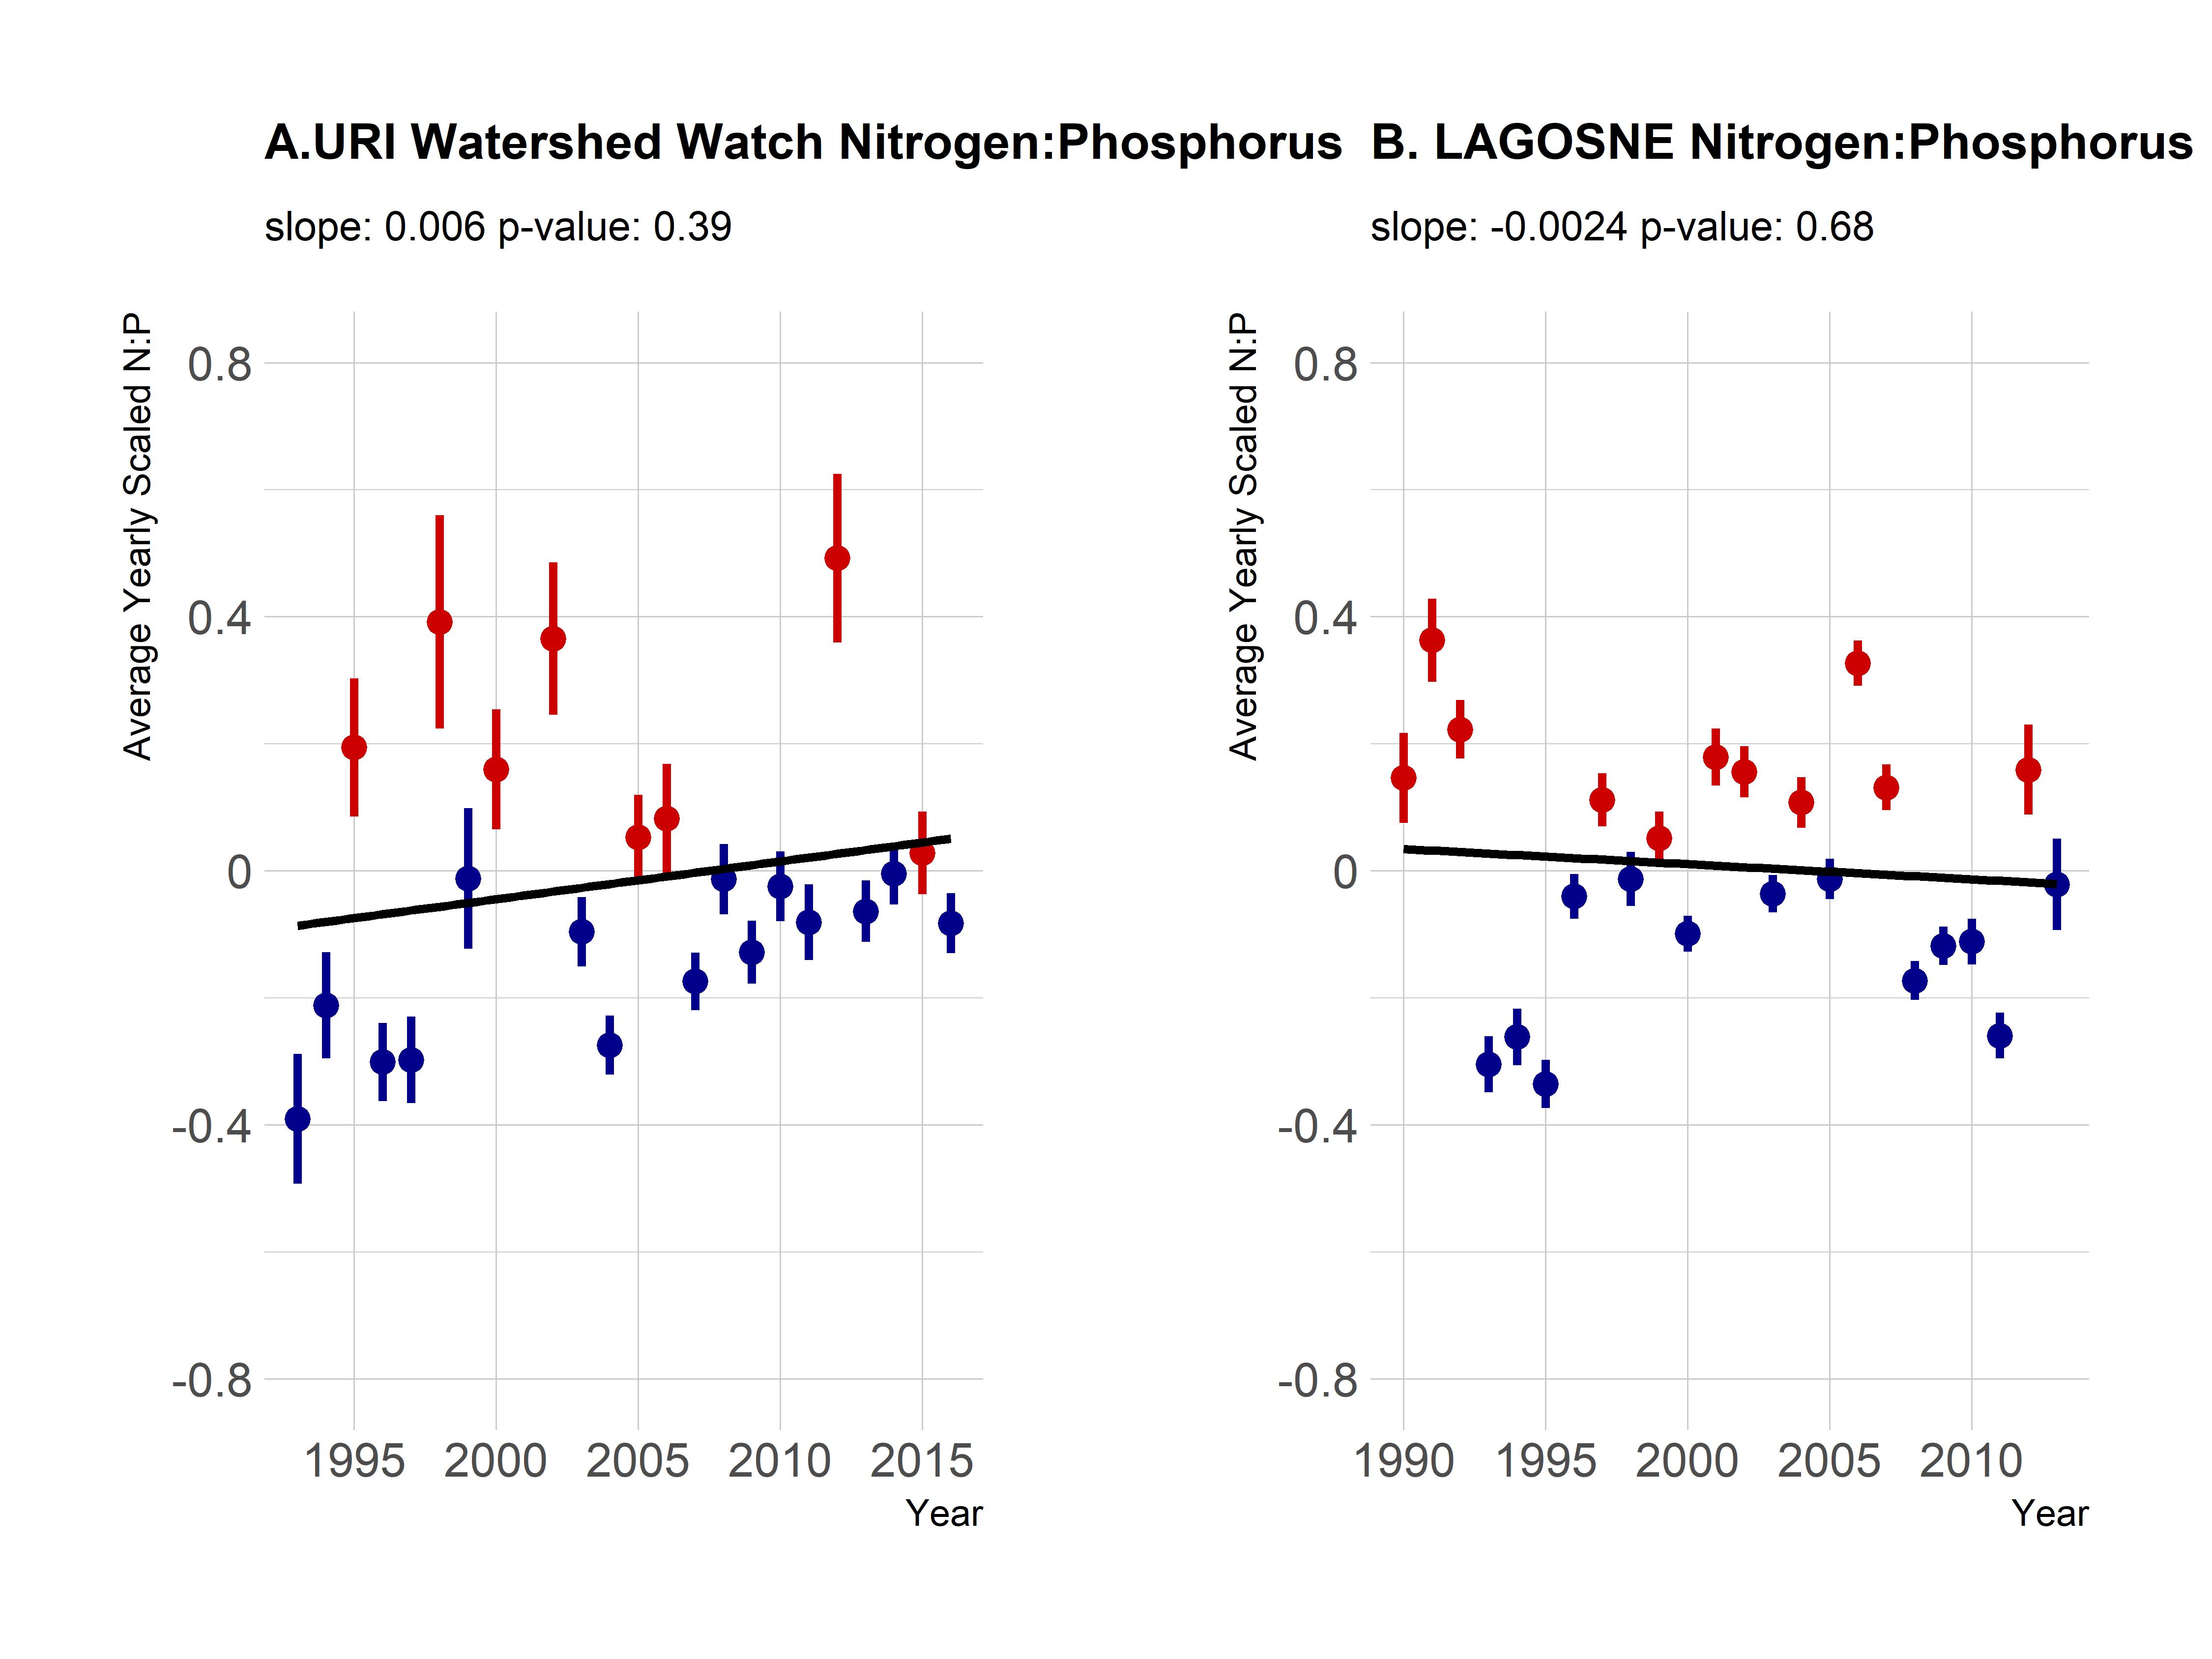 A.URI Watershed Watch Nitrogen:Phosphorus
slope: 0.006 p-value: 0.39
Average Yearly Scaled N:P
0.8
0.4
0
-0.4
-0.8
1995 2000 2005 2010 2015
Year
B. LAGOSNE Nitrogen:Phosphorus
slope: -0.0024 p-value: 0.68
Average Yearly Scaled N:P
0.8
0.4
0
-0.4
-0.8
1990 1995 2000 2005 2010
Year